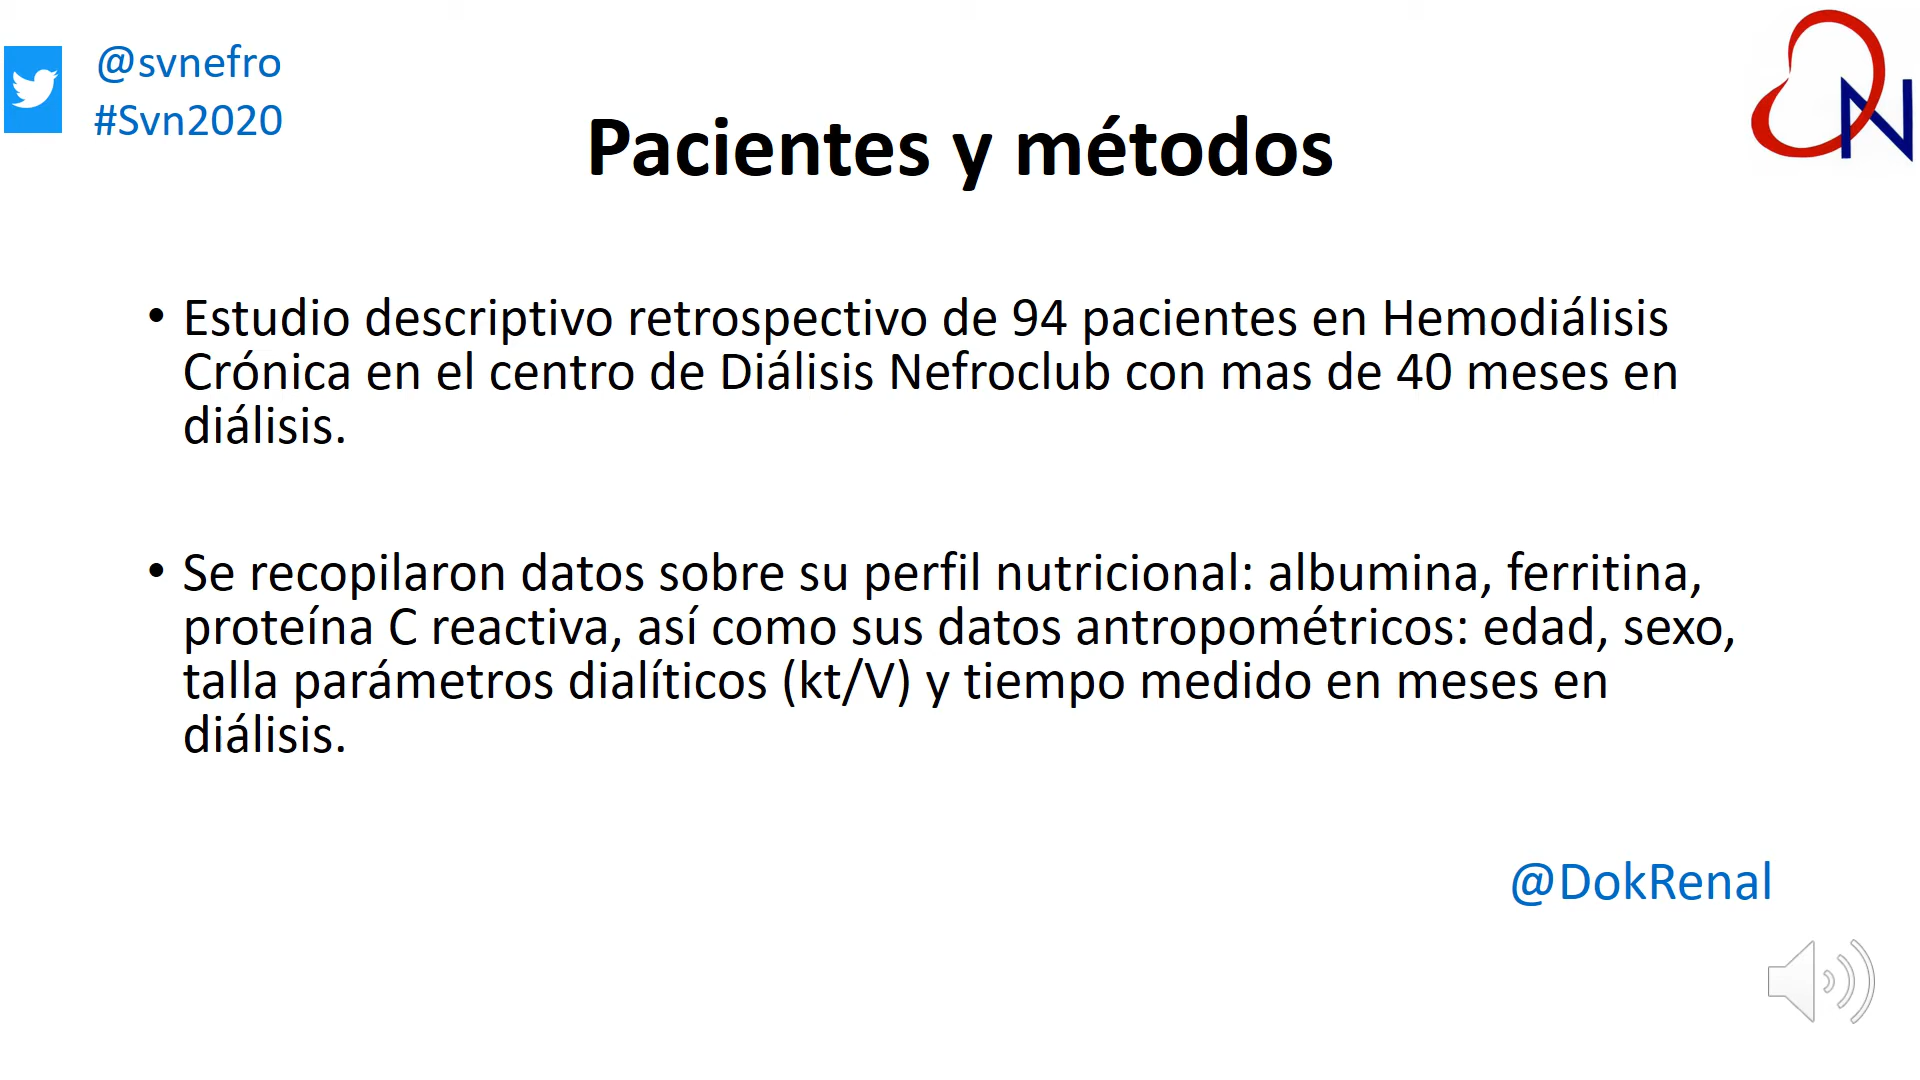 @svnefro
#Svn2020
Pacientes y métodos
• Estudio descriptivo retrospectivo de 94 pacientes en Hemodiálisis
Crónica en el centro de Diálisis Nefroclub con mas de 40 meses en
diálisis.
• Se recopilaron datos sobre su perfil nutricional: albumina, ferritina,
proteína C reactiva, así como sus datos antropométricos: edad, sexo,
talla parámetros dialíticos (kt/V) y tiempo medido en meses en
diálisis.
@DokRenal
N